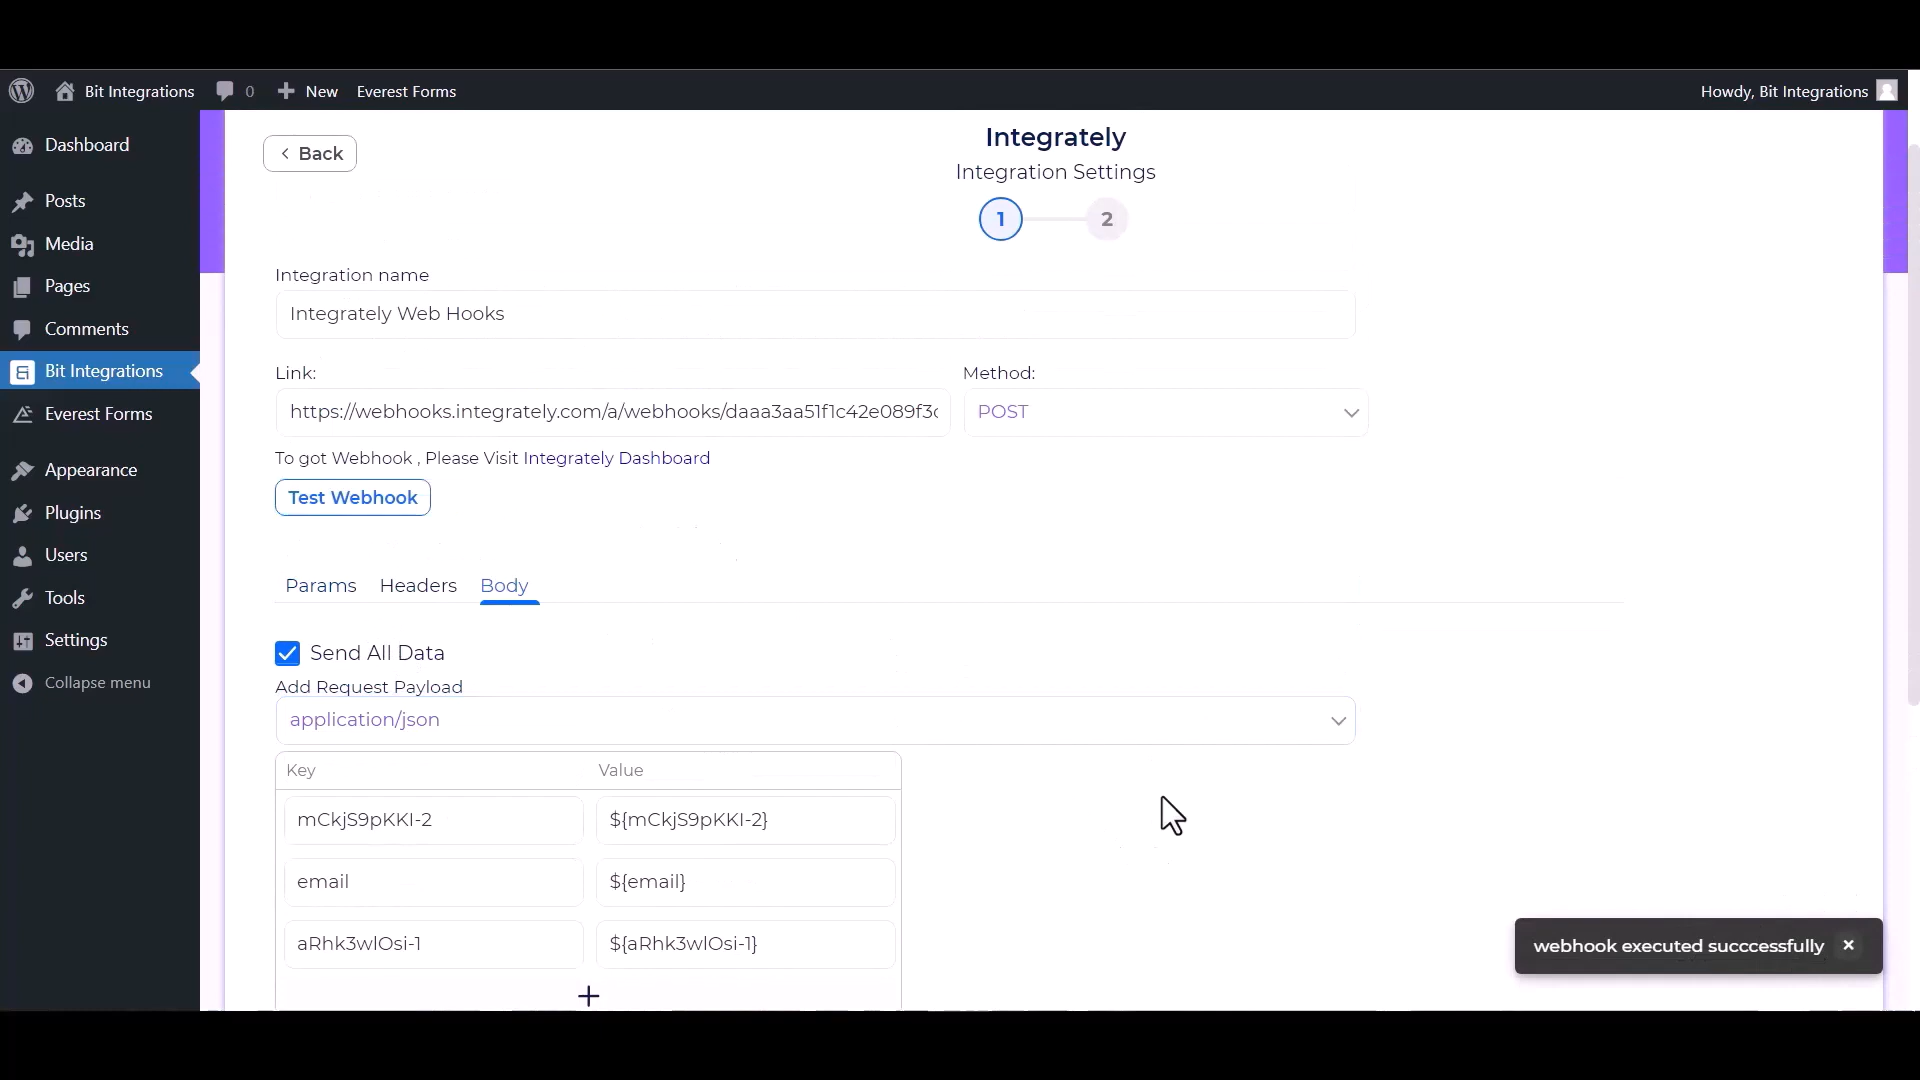 Bit Integrations 0 New Everest Forms Howdy, Bit Integrations
Dashboard
Posts
Media
Pages
Comments
Bit Integrations
Everest Forms
Appearance
Plugins
Users
Tools
Settings
Collapse menu
Back
Integrately
Integration Settings
1 2
Integration name
Integrately Web Hooks
Link: Method:
https://webhooks.integrately.com/a/webhooks/daaa3aa51f1c42e089f3c POST
To got Webhook , Please Visit Integrately Dashboard
Test Webhook
Params Headers Body
Send All Data
Add Request Payload
application/json
Key Value
mCkjS9pKKI-2 ${mCkjS9pKKI-2}
email ${email}
aRhk3wlOsi-1 ${aRhk3wlOsi-1}
webhook executed succcessfully